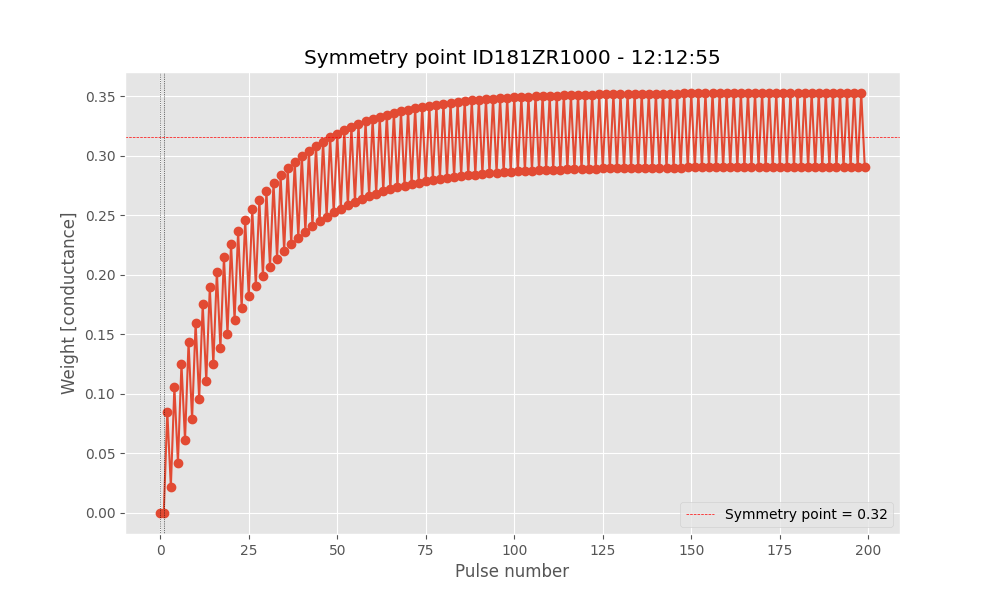 Symmetry point ID181ZR1000 - 12:12:55
Weight [conductance]
0.35
0.30
0.25
0.20
0.15
0.10
0.05
0.00
Symmetry point = 0.32
0 25 50 75 100 125 150 175 200
Pulse number